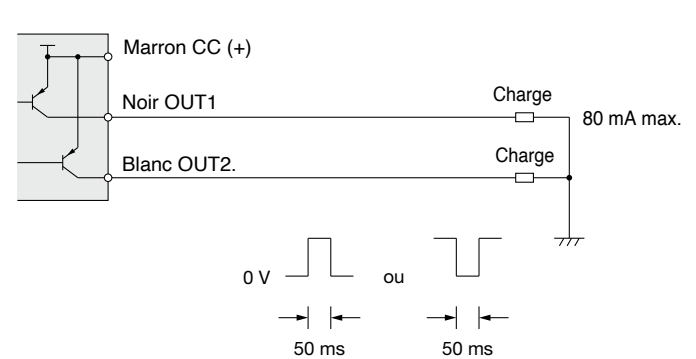 Marron CC (+)
Noir OUT1
Charge
80 mA max.
Blanc OUT2.
Charge
0 V
ou
50 ms
50 ms